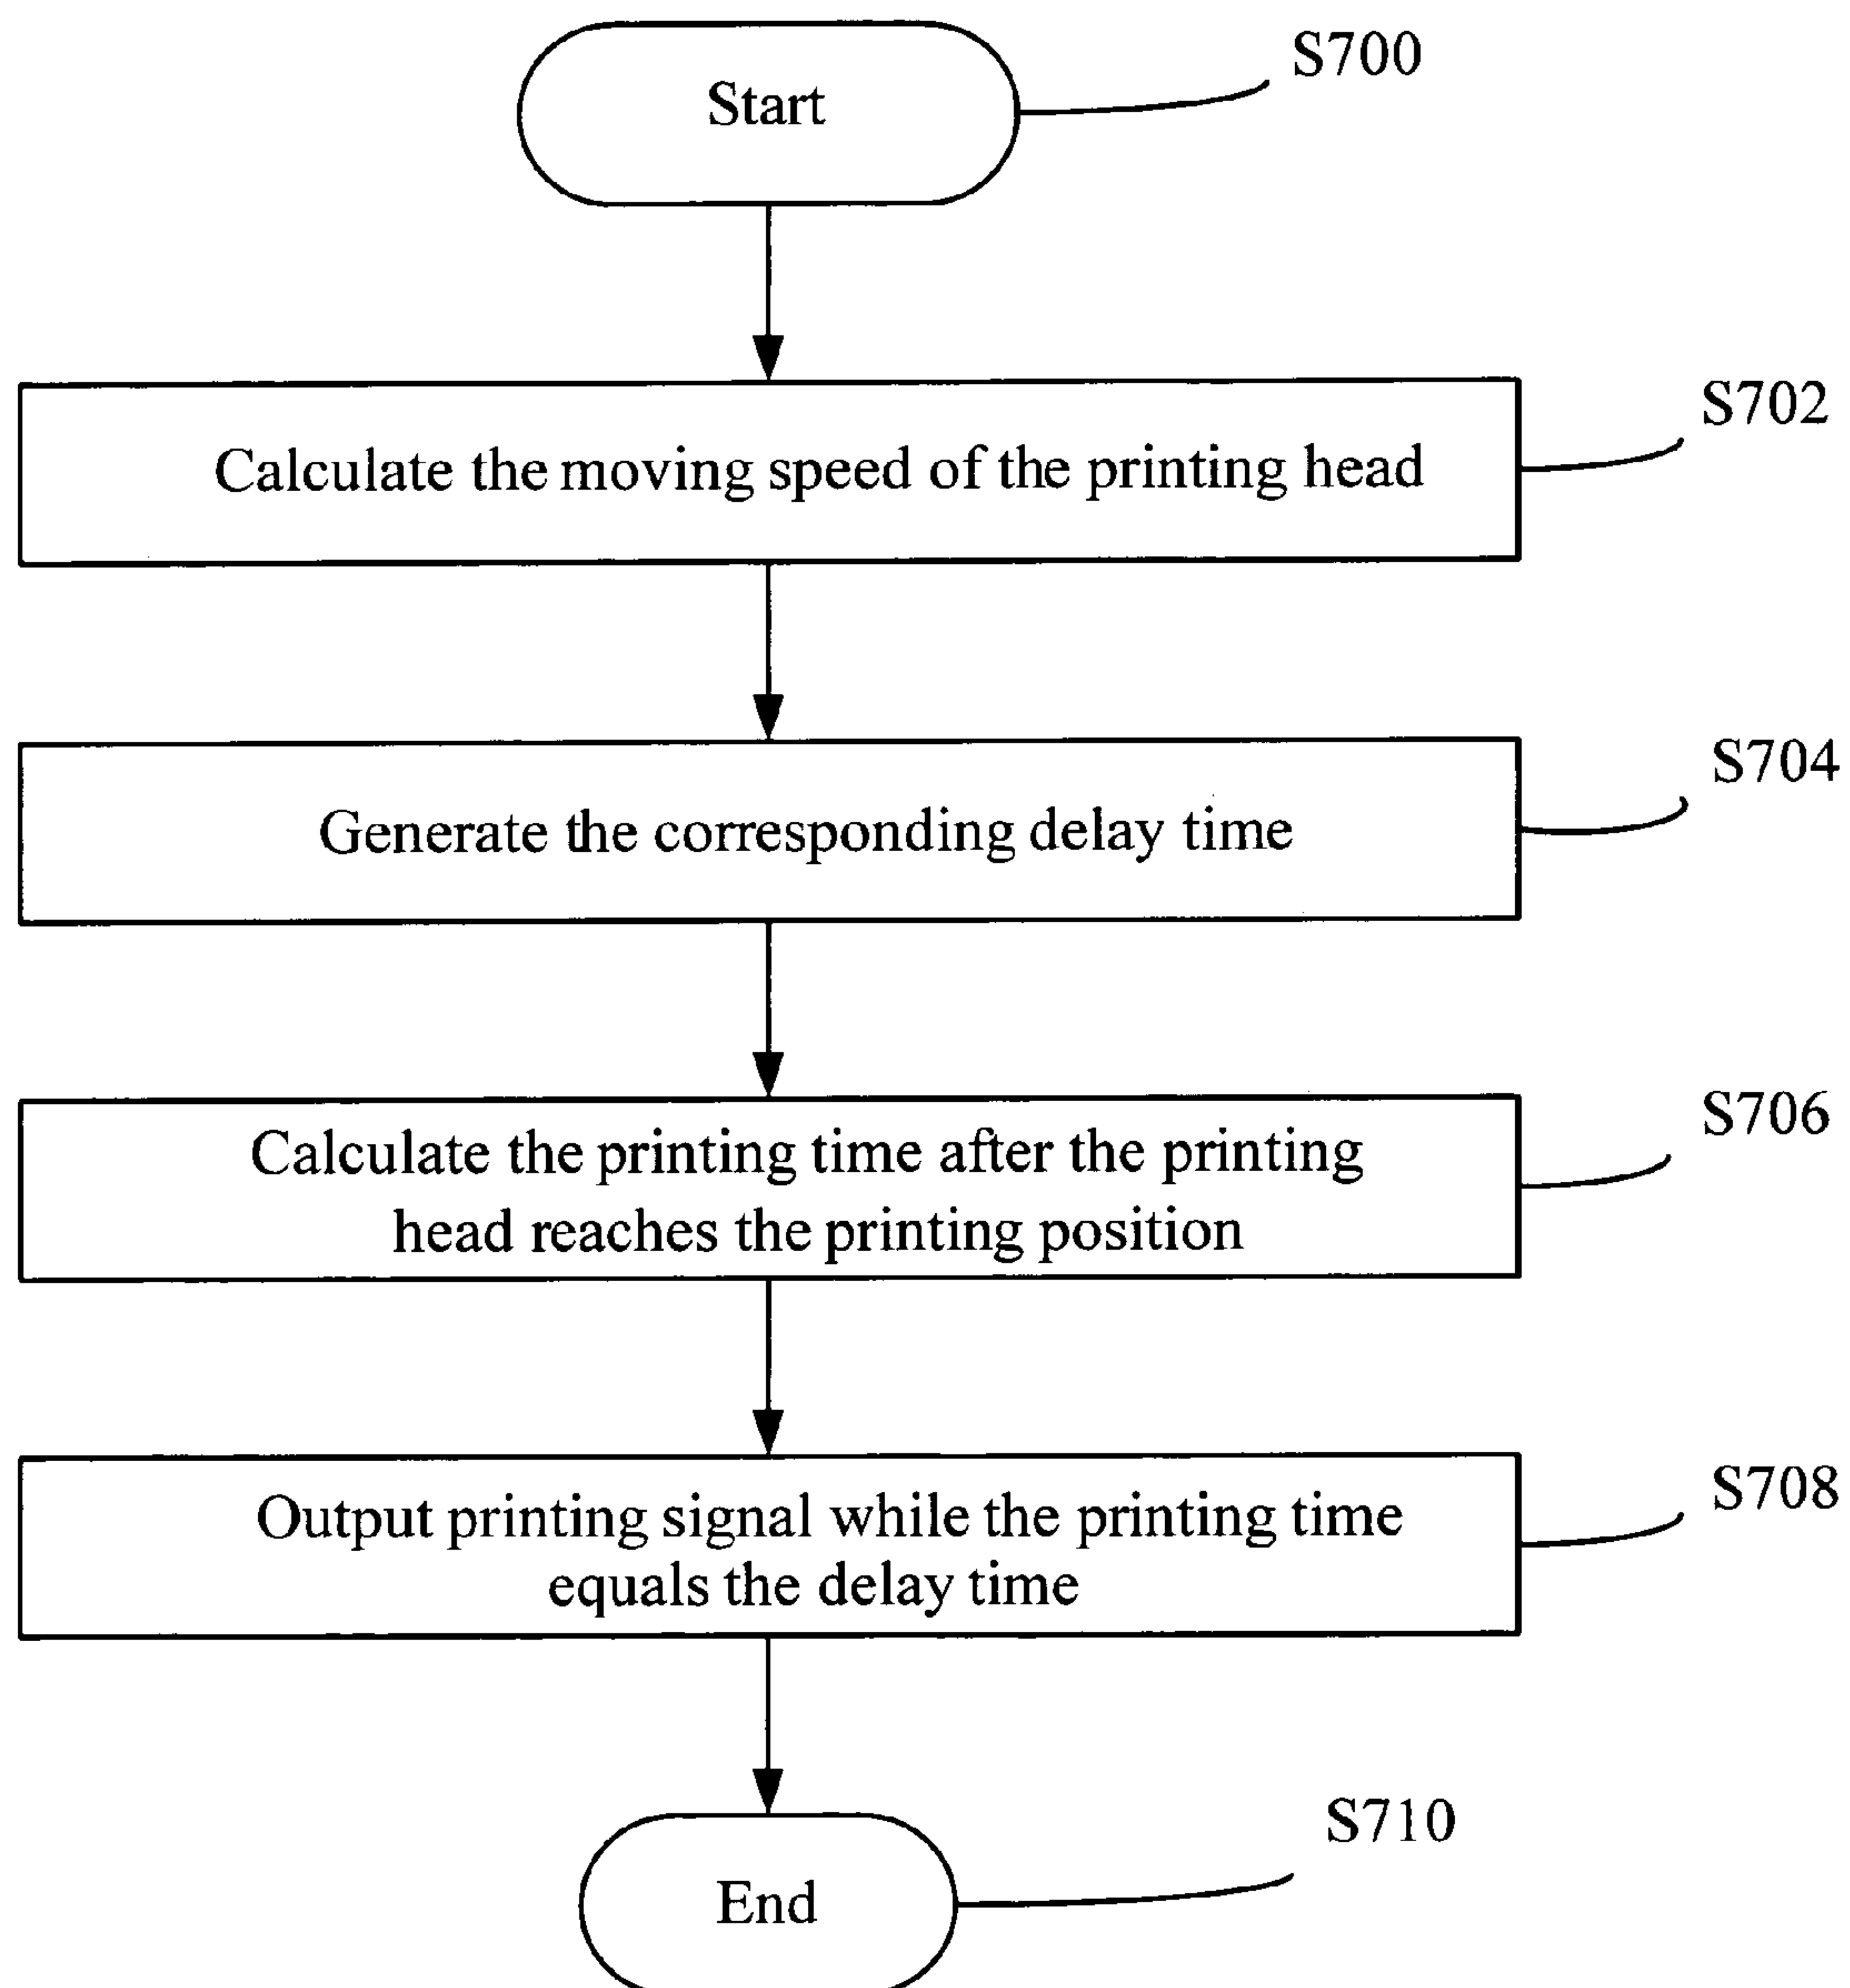 Start
S700
Calculate the moving speed of the printing head
S702
Generate the corresponding delay time
S704
Calculate the printing time after the printing
head reaches the printing position
S706
Output printing signal while the printing time
equals the delay time
S708
End
S710